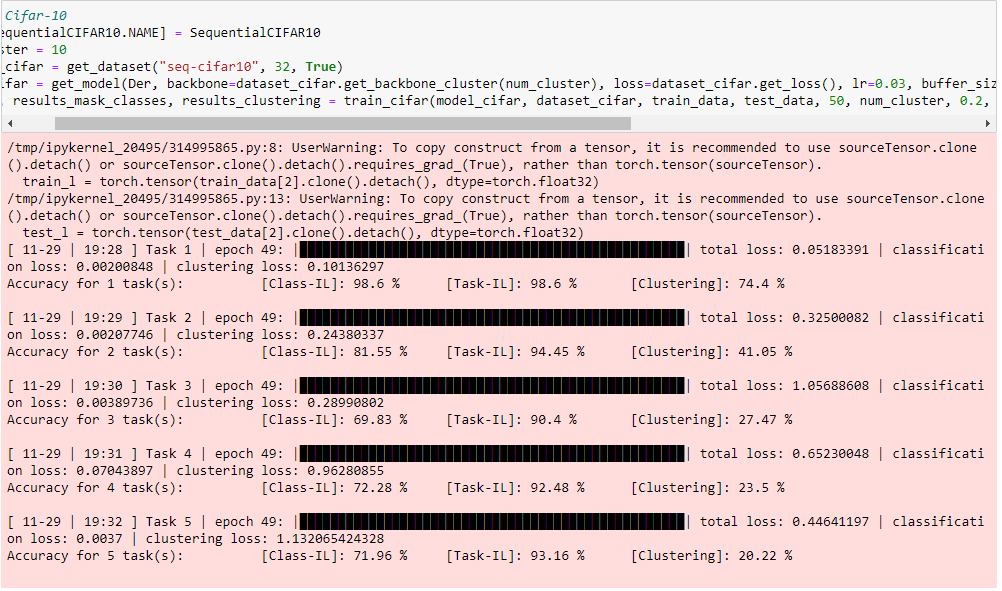 Cifar-10
equentialCIFAR10.NAME] = SequentialCIFAR10
ster = 10
_cifar = get_dataset("seq-cifar10", 32, True)
ifar = get_model(Der, backbone=dataset_cifar.get_backbone_cluster(num_cluster), loss=dataset_cifar.get_loss(), lr=0.03, buffer_siz
, results_mask_classes, results_clustering = train_cifar(model_cifar, dataset_cifar, train_data, test_data, 50, num_cluster, 0.2,
/tmp/ipykernel_20495/314995865.py:8: UserWarning: To copy construct from a tensor, it is recommended to use sourceTensor.clone
().detach() or sourceTensor.clone().detach().requires_grad_(True), rather than torch.tensor(sourceTensor).
train_l = torch.tensor(train_data[2].clone().detach(), dtype=torch.float32)
/tmp/ipykernel_20495/314995865.py:13: UserWarning: To copy construct from a tensor, it is recommended to use sourceTensor.clone
().detach() or sourceTensor.clone().detach().requires_grad_(True), rather than torch.tensor(sourceTensor).
test_l = torch.tensor(test_data[2].clone().detach(), dtype=torch.float32)
[ 11-29 | 19:28 ] Task 1 | epoch 49: | | total loss: 0.05183391 | classificati
on loss: 0.00200848 | clustering loss: 0.10136297
Accuracy for 1 task(s): [Class-IL]: 98.6 % [Task-IL]: 98.6 % [Clustering]: 74.4 %
[ 11-29 | 19:29 ] Task 2 | epoch 49: | | total loss: 0.32500082 | classificati
on loss: 0.00207746 | clustering loss: 0.24380337
Accuracy for 2 task(s): [Class-IL]: 81.55 % [Task-IL]: 94.45 % [Clustering]: 41.05 %
[ 11-29 | 19:30 ] Task 3 | epoch 49: | | total loss: 1.05688608 | classificati
on loss: 0.00389736 | clustering loss: 0.28990802
Accuracy for 3 task(s): [Class-IL]: 69.83 % [Task-IL]: 90.4 % [Clustering]: 27.47 %
[ 11-29 | 19:31 ] Task 4 | epoch 49: | | total loss: 0.65230048 | classificati
on loss: 0.07043897 | clustering loss: 0.96280855
Accuracy for 4 task(s): [Class-IL]: 72.28 % [Task-IL]: 92.48 % [Clustering]: 23.5 %
[ 11-29 | 19:32 ] Task 5 | epoch 49: | | total loss: 0.44641197 | classificati
on loss: 0.0037 | clustering loss: 1.132065424328
Accuracy for 5 task(s): [Class-IL]: 71.96 % [Task-IL]: 93.16 % [Clustering]: 20.22 %